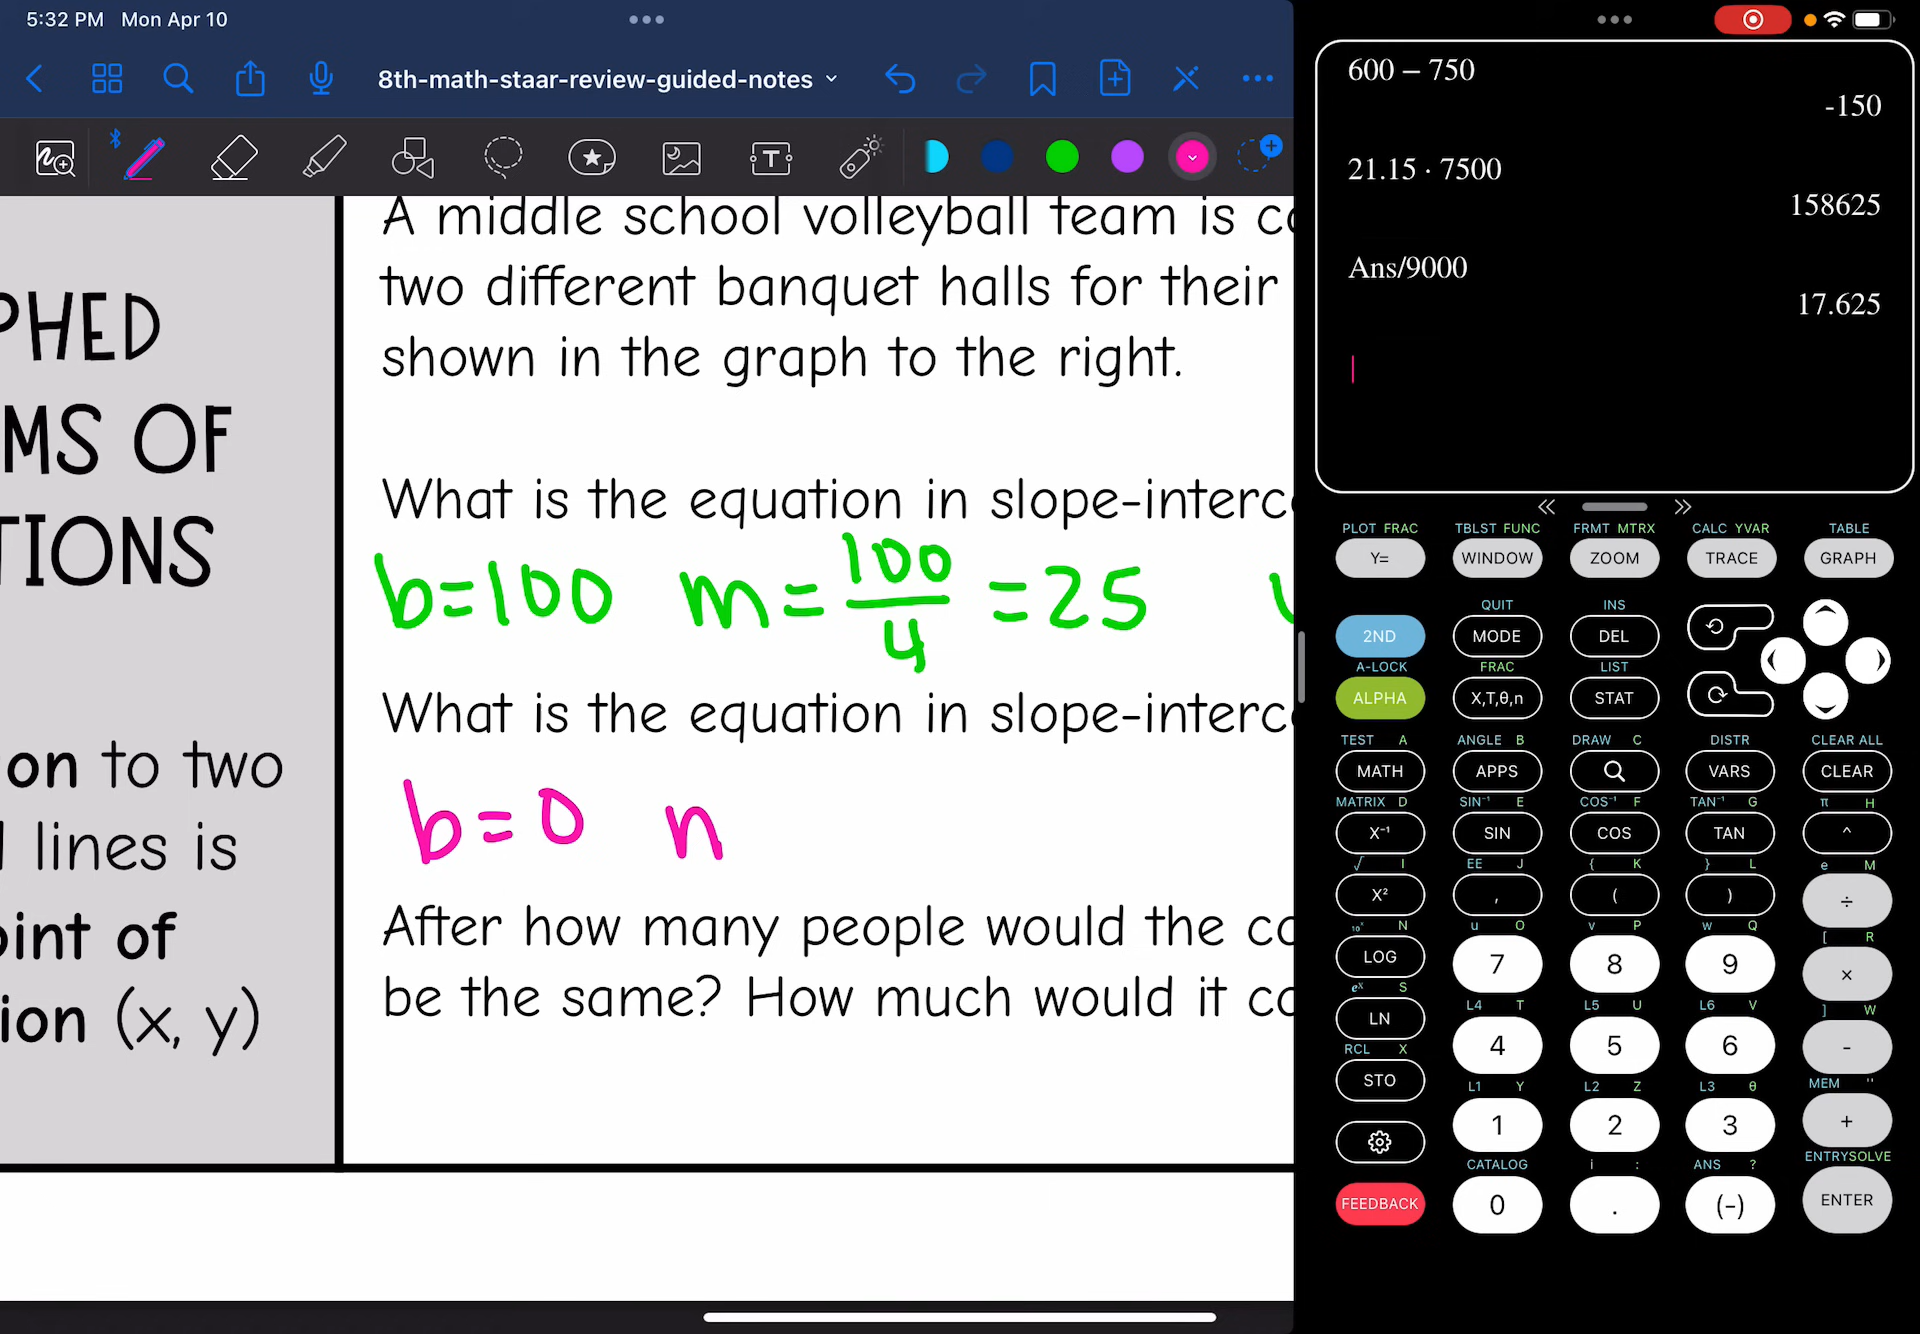 5:32 PM Mon Apr 10
8th-math-staar-review-guided-notes
T
PHED
MS OF
TIONS
on to two
lines is
oint of
ion (x, y)
A middle school volleyball team is co
two different banquet halls for their
shown in the graph to the right.
What is the equation in slope-interc
b=100 m=100/4 =25
What is the equation in slope-interc
b=0 n
After how many people would the co
be the same? How much would it co
600 – 750
-150
21.15 · 7500
158625
Ans/9000
17.625
PLOT FRAC TBLST FUNC FRMT MTRX CALC YVAR TABLE
Y= WINDOW ZOOM TRACE GRAPH
QUIT INS
2ND MODE DEL
A-LOCK FRAC LIST
ALPHA X,T,θ,n STAT
TEST A ANGLE B DRAW C DISTR CLEAR ALL
MATH APPS VARS CLEAR
MATRIX D SIN⁻¹ E COS⁻¹ F TAN⁻¹ G π H
X⁻¹ SIN COS TAN ^
√ I EE J { K } L e M
X² , ( ) ÷
10ˣ N u O v P w Q [ R
LOG 7 8 9 ×
eˣ S L4 T L5 U L6 V ] W
LN 4 5 6 -
RCL X L1 Y L2 Z L3 θ MEM "
STO 1 2 3 +
CATALOG i : ANS ? ENTRY SOLVE
FEEDBACK 0 . (-) ENTER